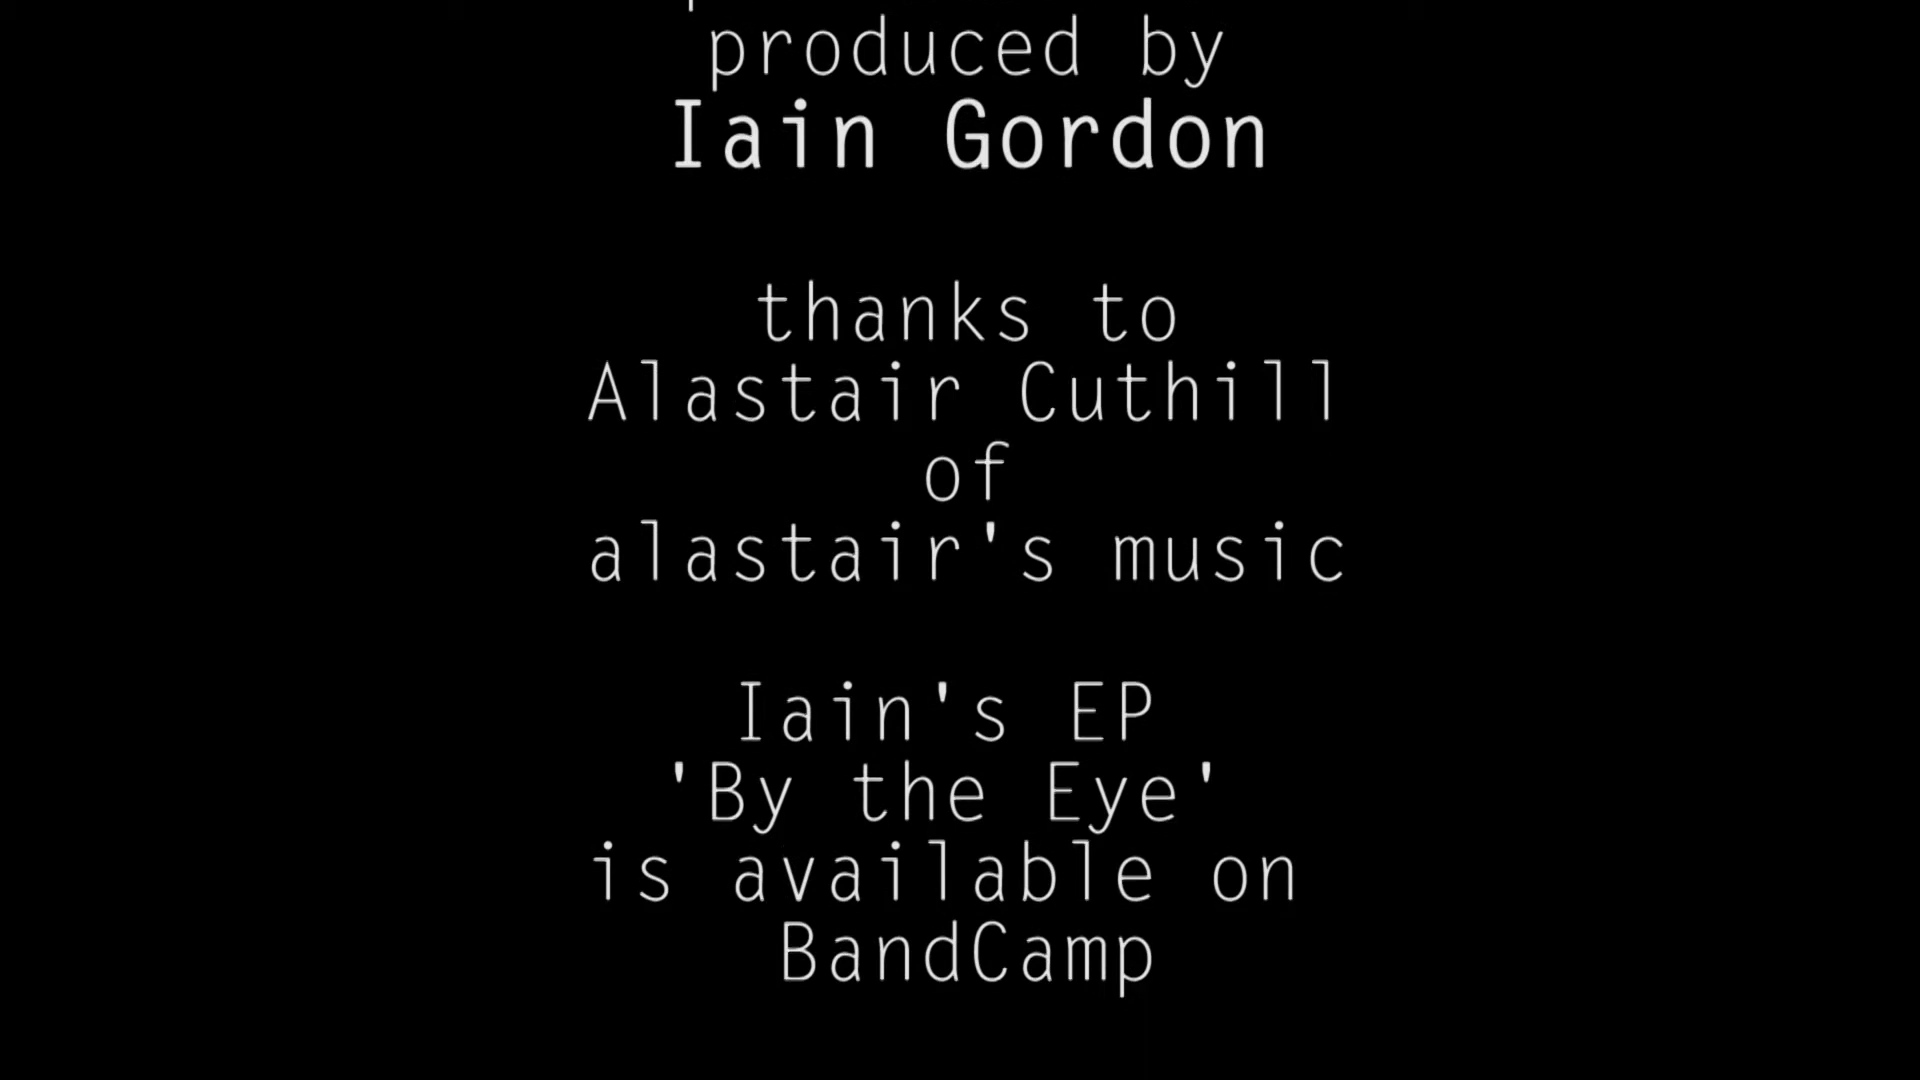 produced by
Iain Gordon
thanks to
Alastair Cuthill
of
alastair's music
Iain's EP
'By the Eye'
is available on
BandCamp